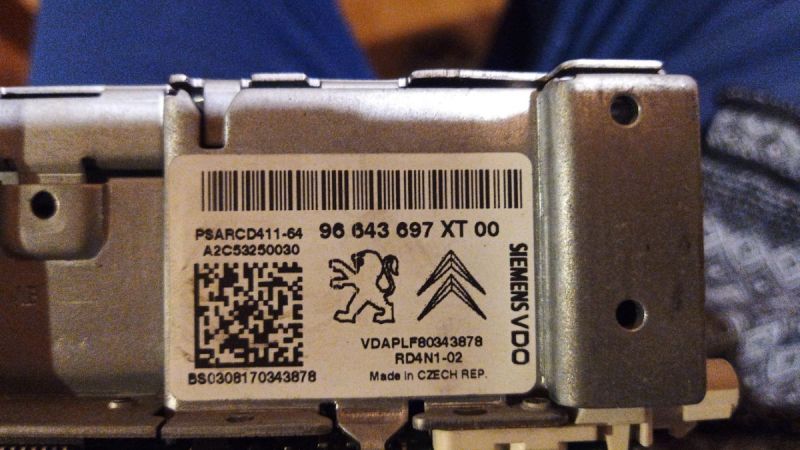 PSARCD411-64 96 643 697 XT 00
A2C53250030
SIEMENS VDO
VDAPLF80343878
RD4N1-02
BS0308170343878
Made in CZECH REP.